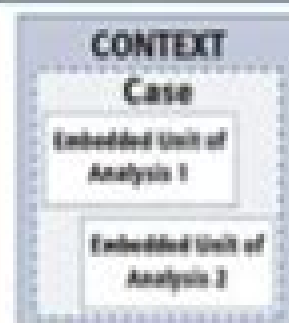 CONTEXT
Case
Embedded Unit of
Analysis 1
Embedded Unit of
Analysis 2